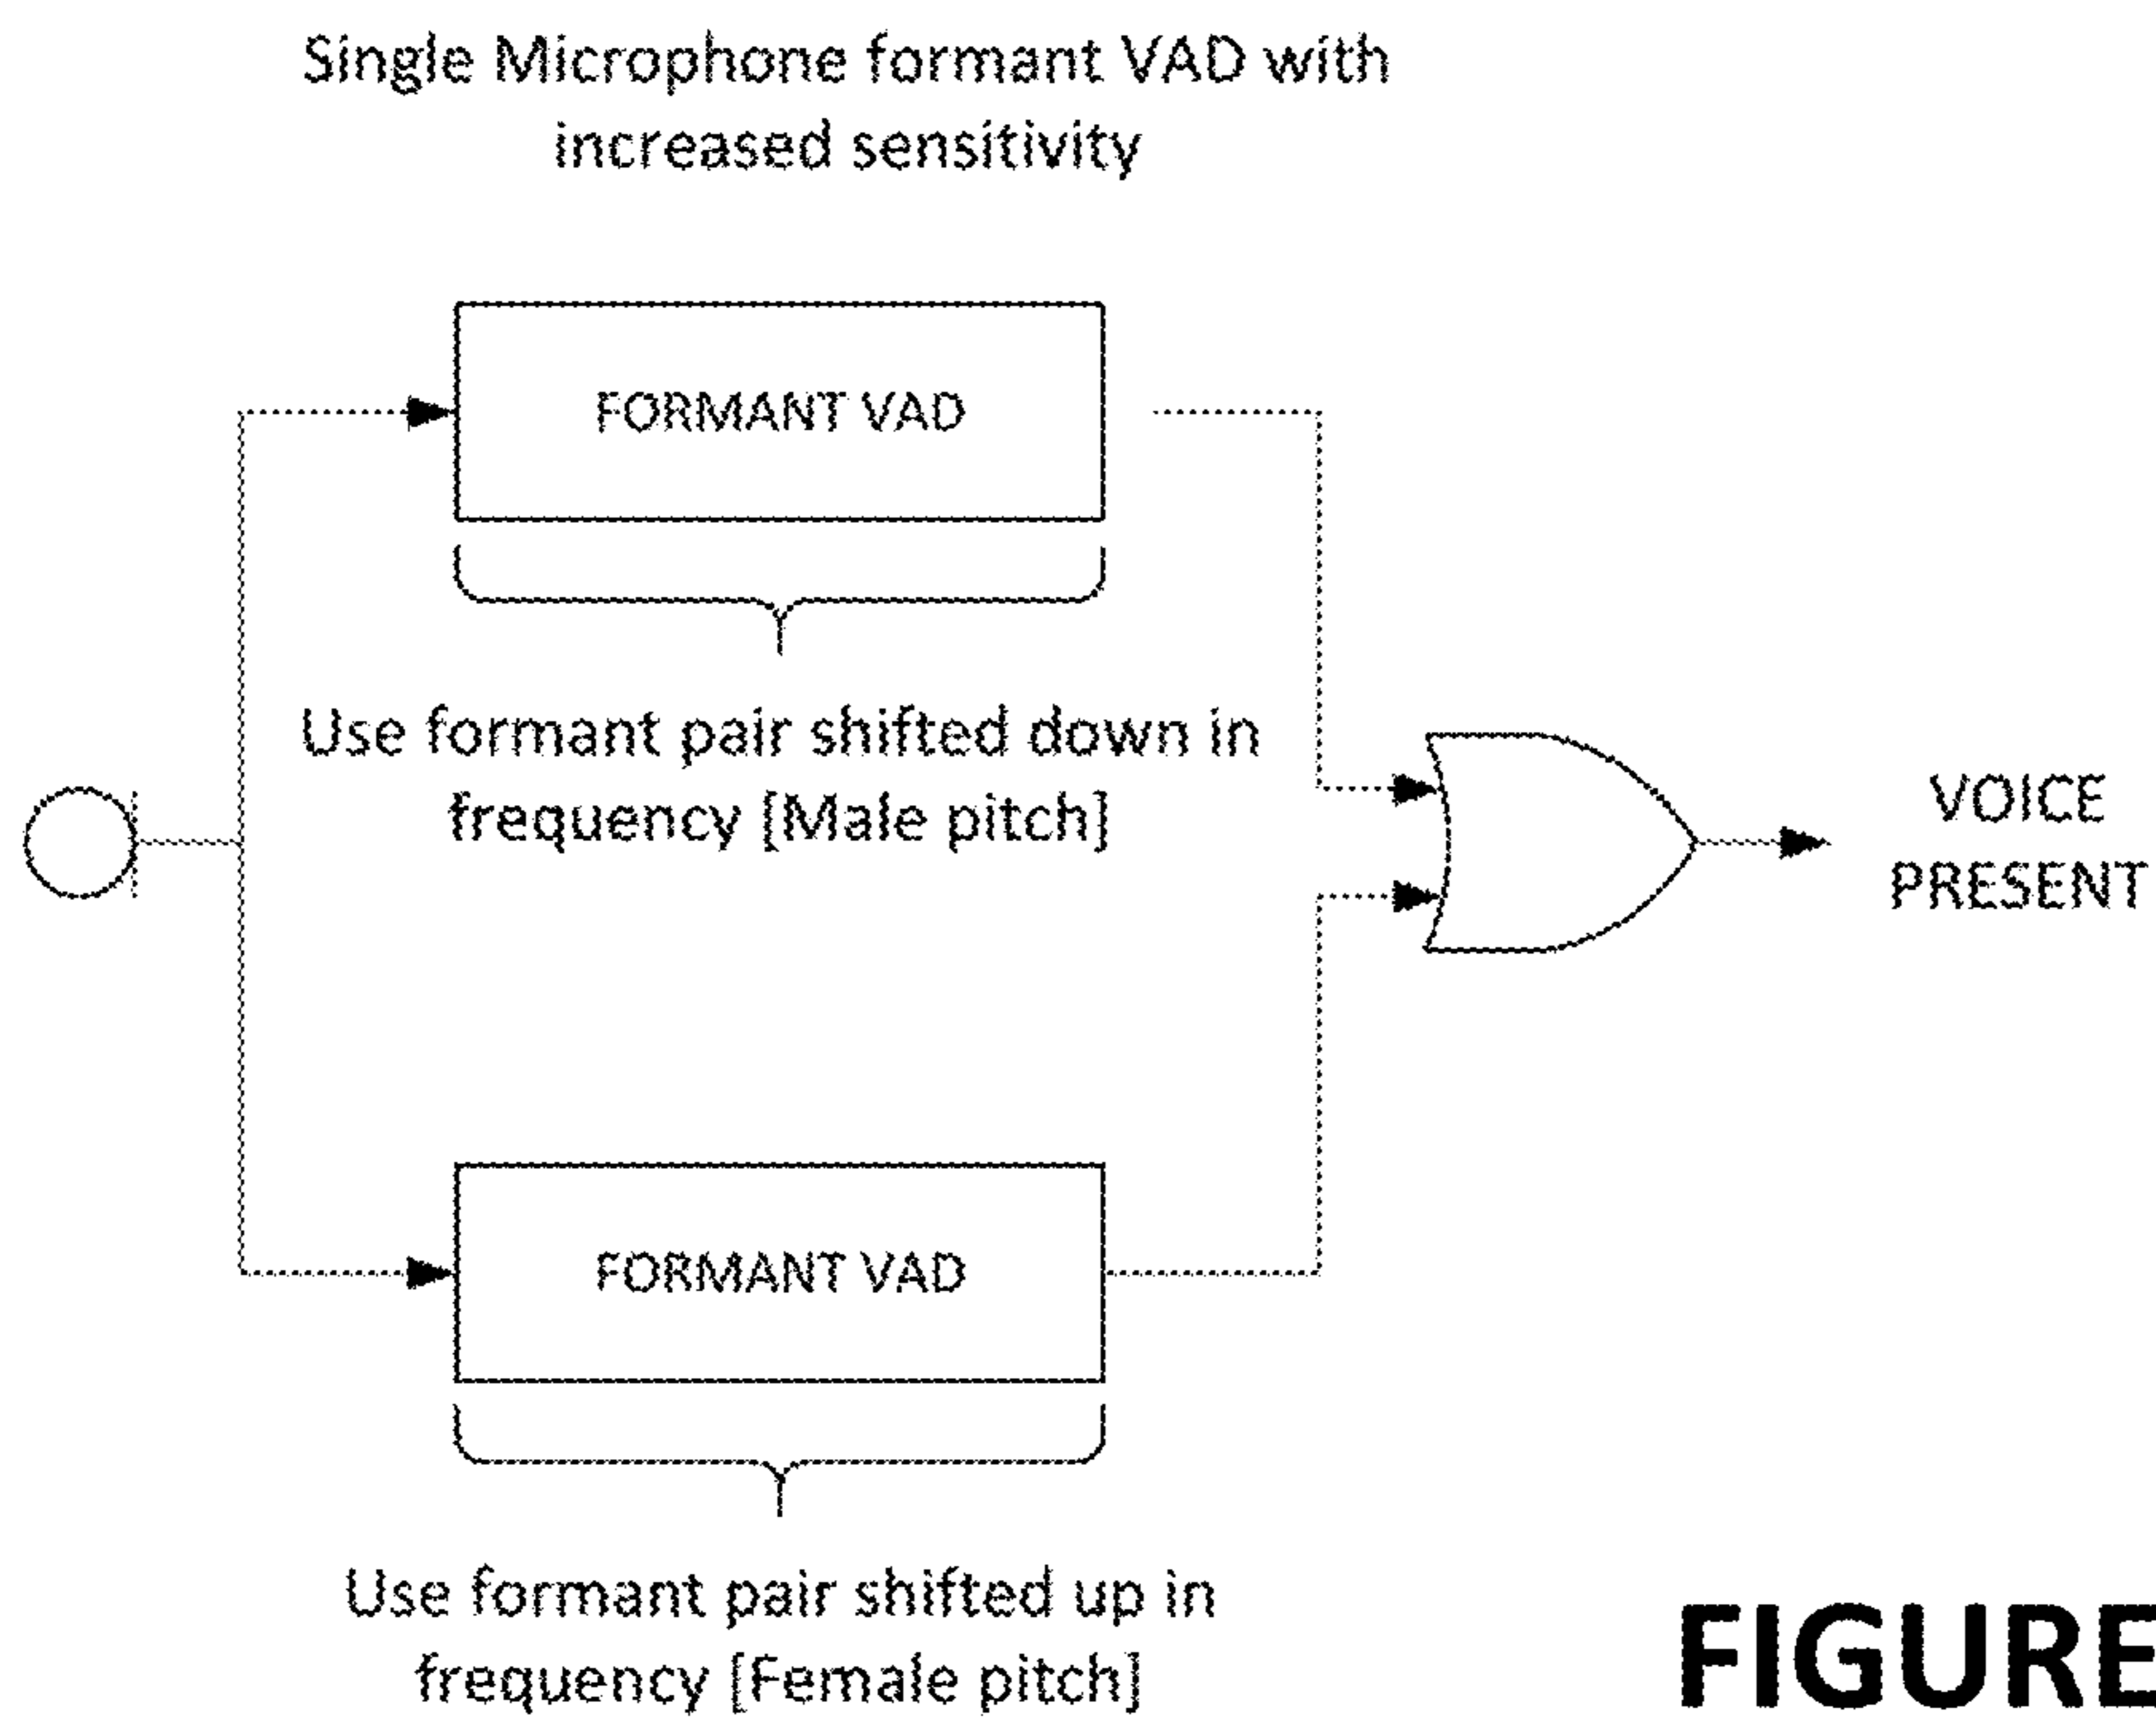 Single Microphone formant VAD with
increased sensitivity
FORMANT VAD
Use formant pair shifted down in
frequency [Male pitch]
VOICE
PRESENT
FORMANT VAD
Use formant pair shifted up in
frequency [Female pitch]
FIGURE